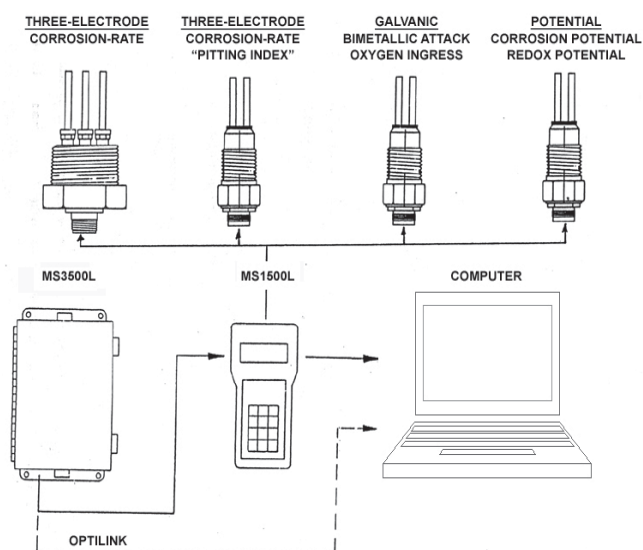 THREE-ELECTRODE
CORROSION-RATE
THREE-ELECTRODE
CORROSION-RATE
“PITTING INDEX”
GALVANIC
BIMETALLIC ATTACK
OXYGEN INGRESS
POTENTIAL
CORROSION POTENTIAL
REDOX POTENTIAL
MS3500L
MS1500L
COMPUTER
OPTILINK